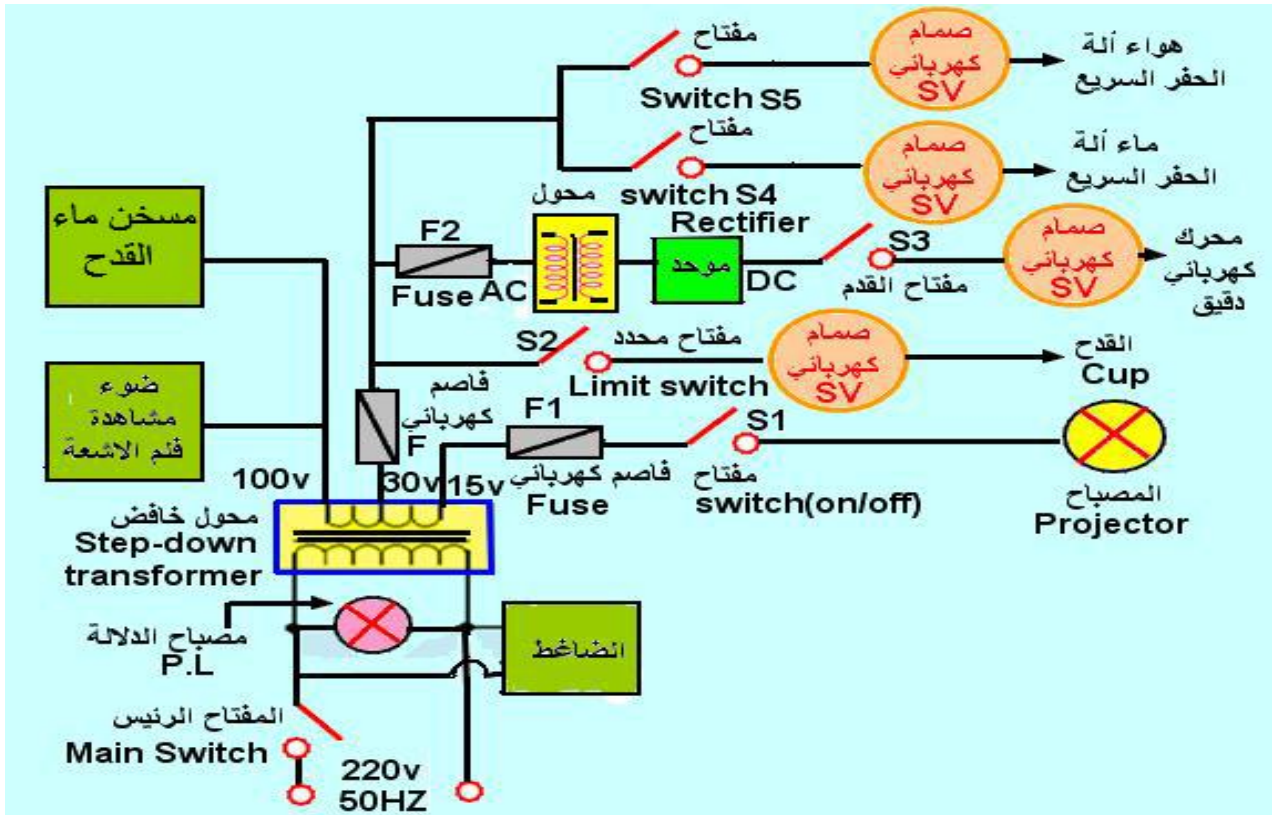 مفتاح
Switch S5
صمام
كهربائي
SV
هواء ألة
الحفر السريع
مفتاح
switch S4
صمام
كهربائي
SV
ماء ألة
الحفر السريع
مسخن ماء
القدح
F2
Fuse
AC
محول
Rectifier
موحد
DC
S3
مفتاح القدم
صمام
كهربائي
SV
محرك
كهربائي
دقيق
S2
مفتاح محدد
Limit switch
صمام
كهربائي
SV
القدح
Cup
ضوء
مشاهدة
فلم الاشعة
فاصم
كهربائي
F
F1
فاصم كهربائي
Fuse
S1
مفتاح
switch(on/off)
المصباح
Projector
100v
30v
15v
محول خافض
Step-down
transformer
مصباح الدلالة
P.L
الضاغط
المفتاح الرئيس
Main Switch
220v
50HZ